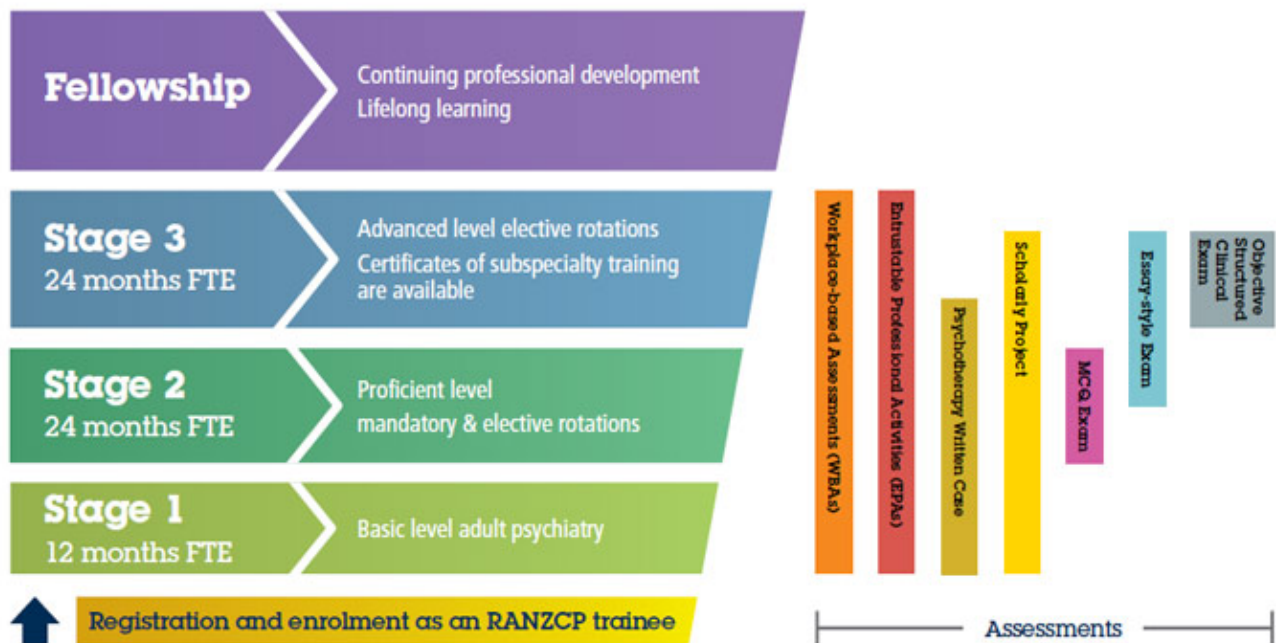 Fellowship
Continuing professional development
Lifelong learning
Stage 3
24 months FTE
Advanced level elective rotations
Certificates of subspecialty training
are available
Stage 2
24 months FTE
Proficient level
mandatory & elective rotations
Stage 1
12 months FTE
Basic level adult psychiatry
Registration and enrolment as an RANZCP trainee
Workplace-based Assessments (WBAs)
Entrustable Professional Activities (EPAs)
Psychotherapy Written Case
Scholarly Project
MCQ Exam
Essay-style Exam
Objective
Structured
Clinical
Exam
Assessments